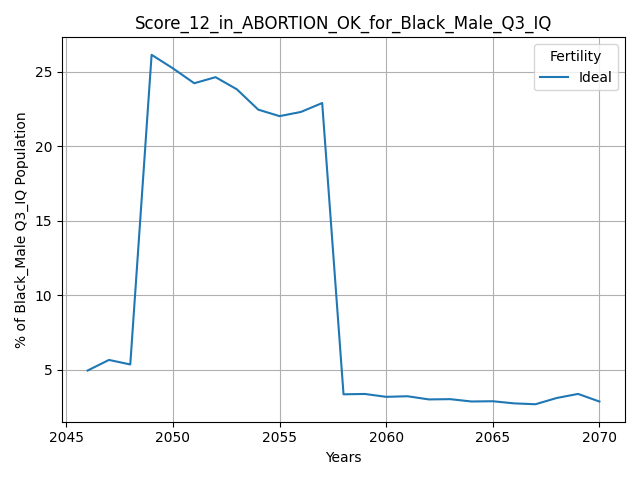 Score_12_in_ABORTION_OK_for_Black_Male_Q3_IQ
Fertility
Ideal
% of Black_Male Q3_IQ Population
25
20
15
10
5
2045 2050 2055 2060 2065 2070
Years